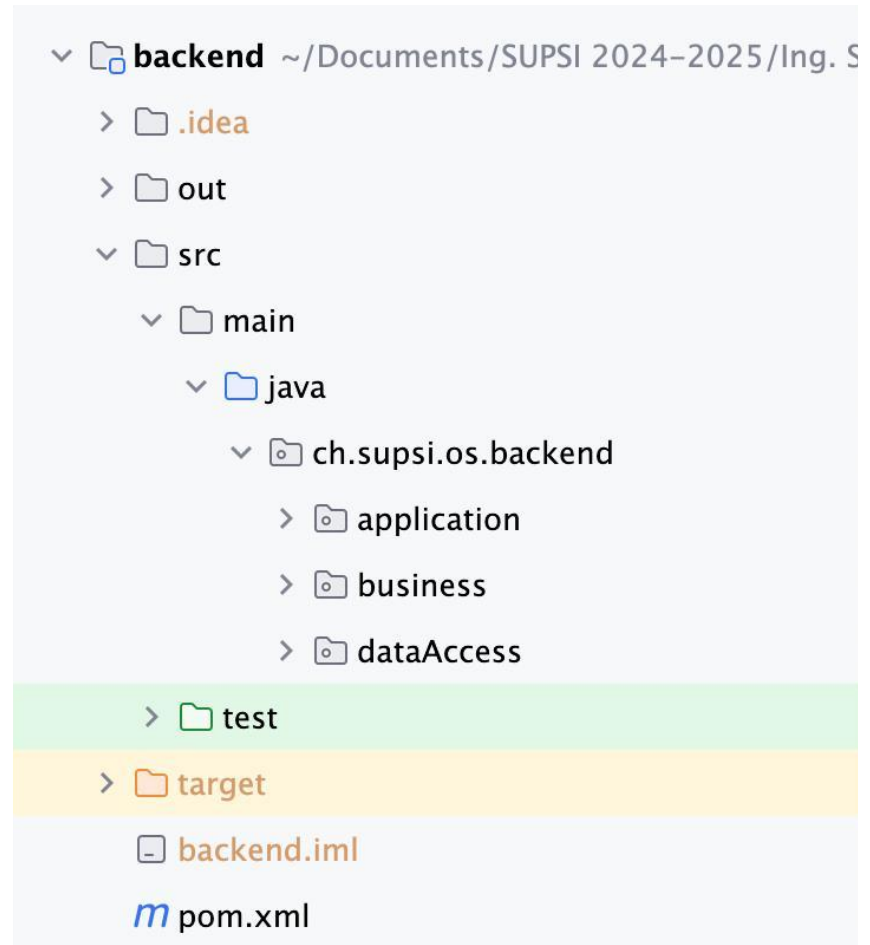 backend ~/Documents/SUPSI 2024-2025/Ing. S
.idea
out
src
main
java
ch.supsi.os.backend
application
business
dataAccess
test
target
backend.iml
m pom.xml